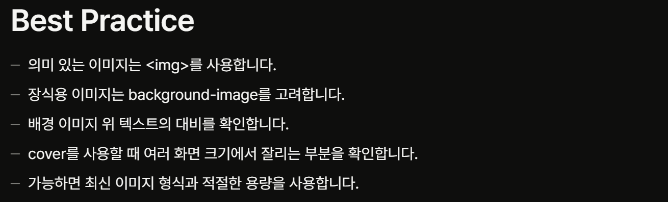 Best Practice
— 의미 있는 이미지는 <img>를 사용합니다.
— 장식용 이미지는 background-image를 고려합니다.
— 배경 이미지 위 텍스트의 대비를 확인합니다.
— cover를 사용할 때 여러 화면 크기에서 잘리는 부분을 확인합니다.
— 가능하면 최신 이미지 형식과 적절한 용량을 사용합니다.